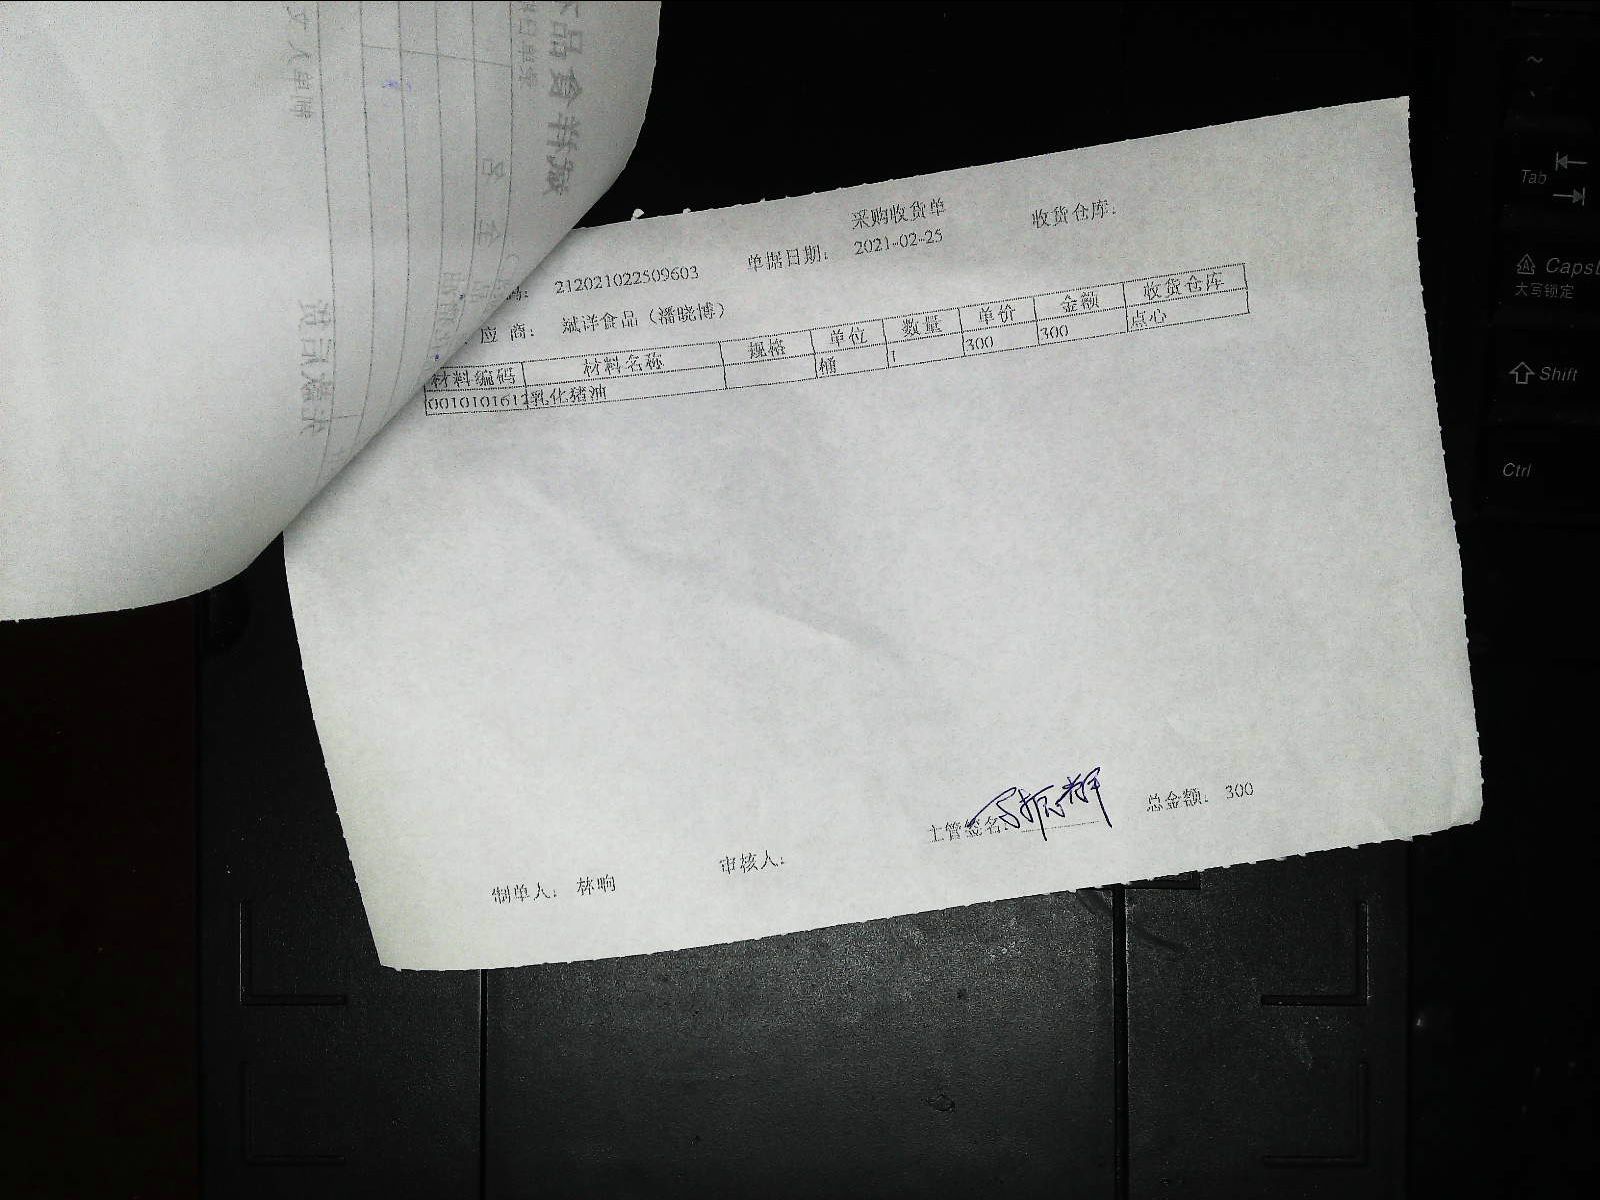 采购收货单
收货仓库:
码: 212021022509603 单据日期: 2021-02-25
应商: 斌洋食品(潘晓博)
材料编码 材料名称 规格 单位 数量 单价 金额 收货仓库
0010101612 乳化猪油 桶 1 300 300 点心
主管签名: 总金额: 300
制单人: 审核人:
Tab
Caps
大写锁定
Shift
Ctrl